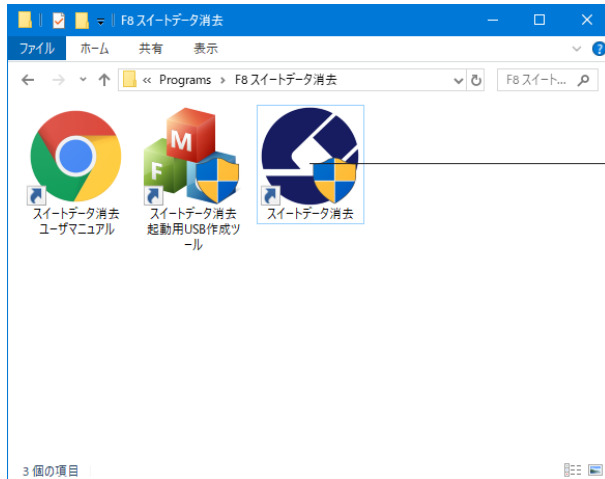 F8 スイートデータ消去
ファイル ホーム 共有 表示
« Programs › F8 スイートデータ消去
F8 スイート...
M
F
スイートデータ消去
ユーザマニュアル
スイートデータ消去
起動用USB作成ツ
ール
スイートデータ消去
3 個の項目